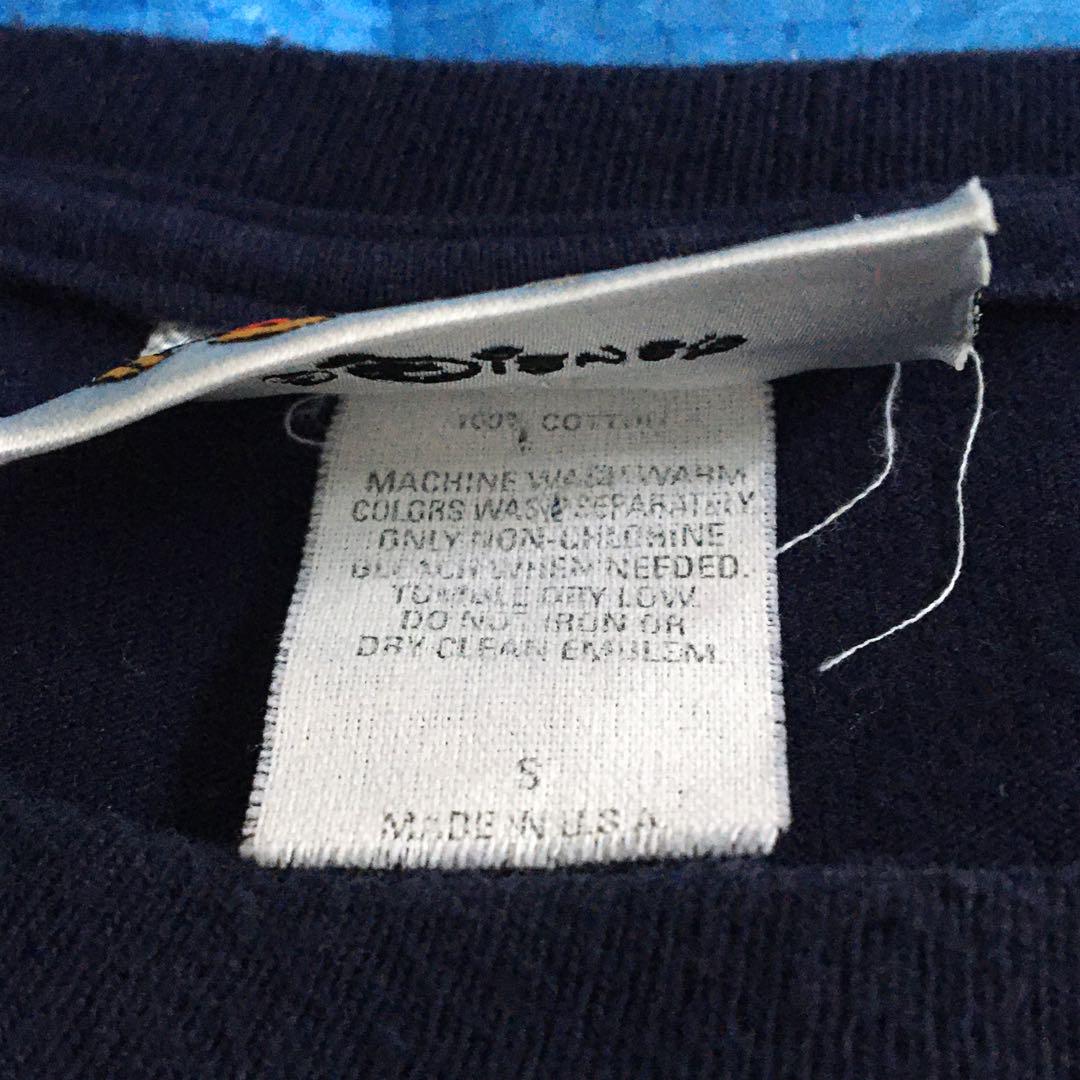 Disney
100% COTTON
MACHINE WASH WARM
COLORS WASH SEPARATELY.
ONLY NON-CHLORINE
BLEACH WHEN NEEDED.
TUMBLE DRY LOW.
DO NOT IRON OR
DRY CLEAN EMBLEM.
S
MADE IN U.S.A.